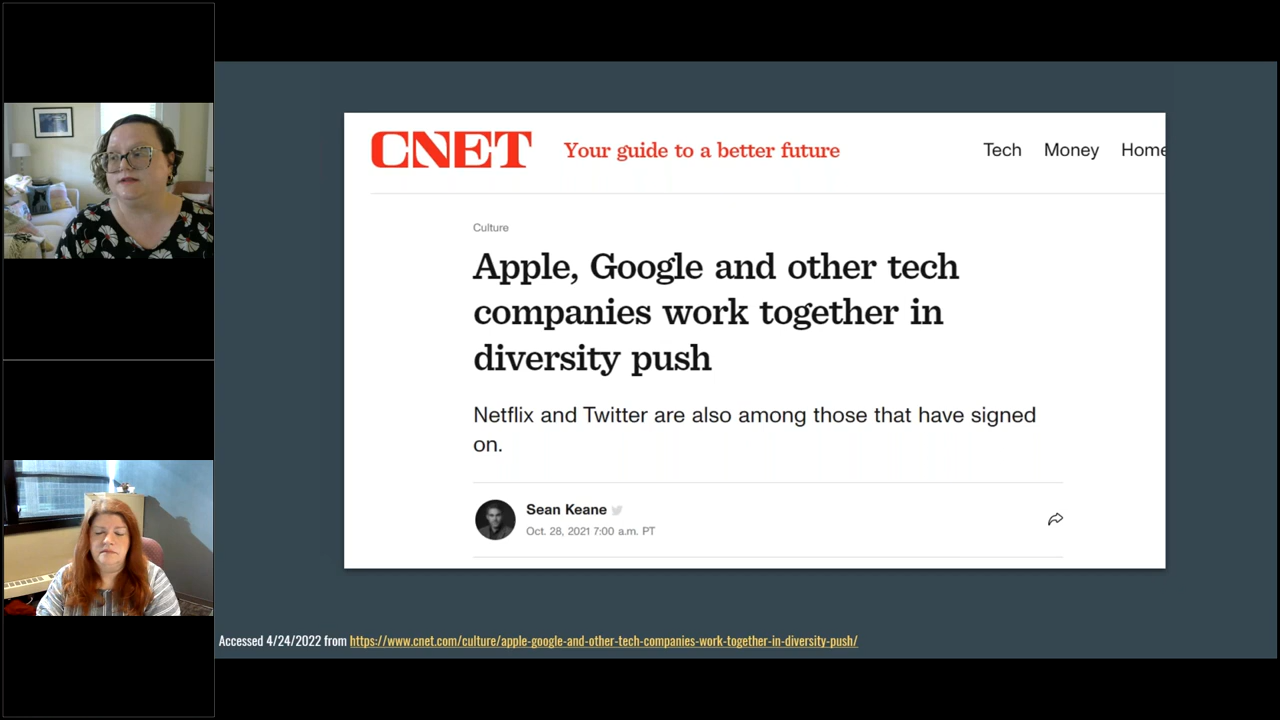 CNET
Your guide to a better future
Tech Money Home
Culture
Apple, Google and other tech
companies work together in
diversity push
Netflix and Twitter are also among those that have signed
on.
Sean Keane
Oct. 28, 2021 7:00 a.m. PT
Accessed 4/24/2022 from https://www.cnet.com/culture/apple-google-and-other-tech-companies-work-together-in-diversity-push/